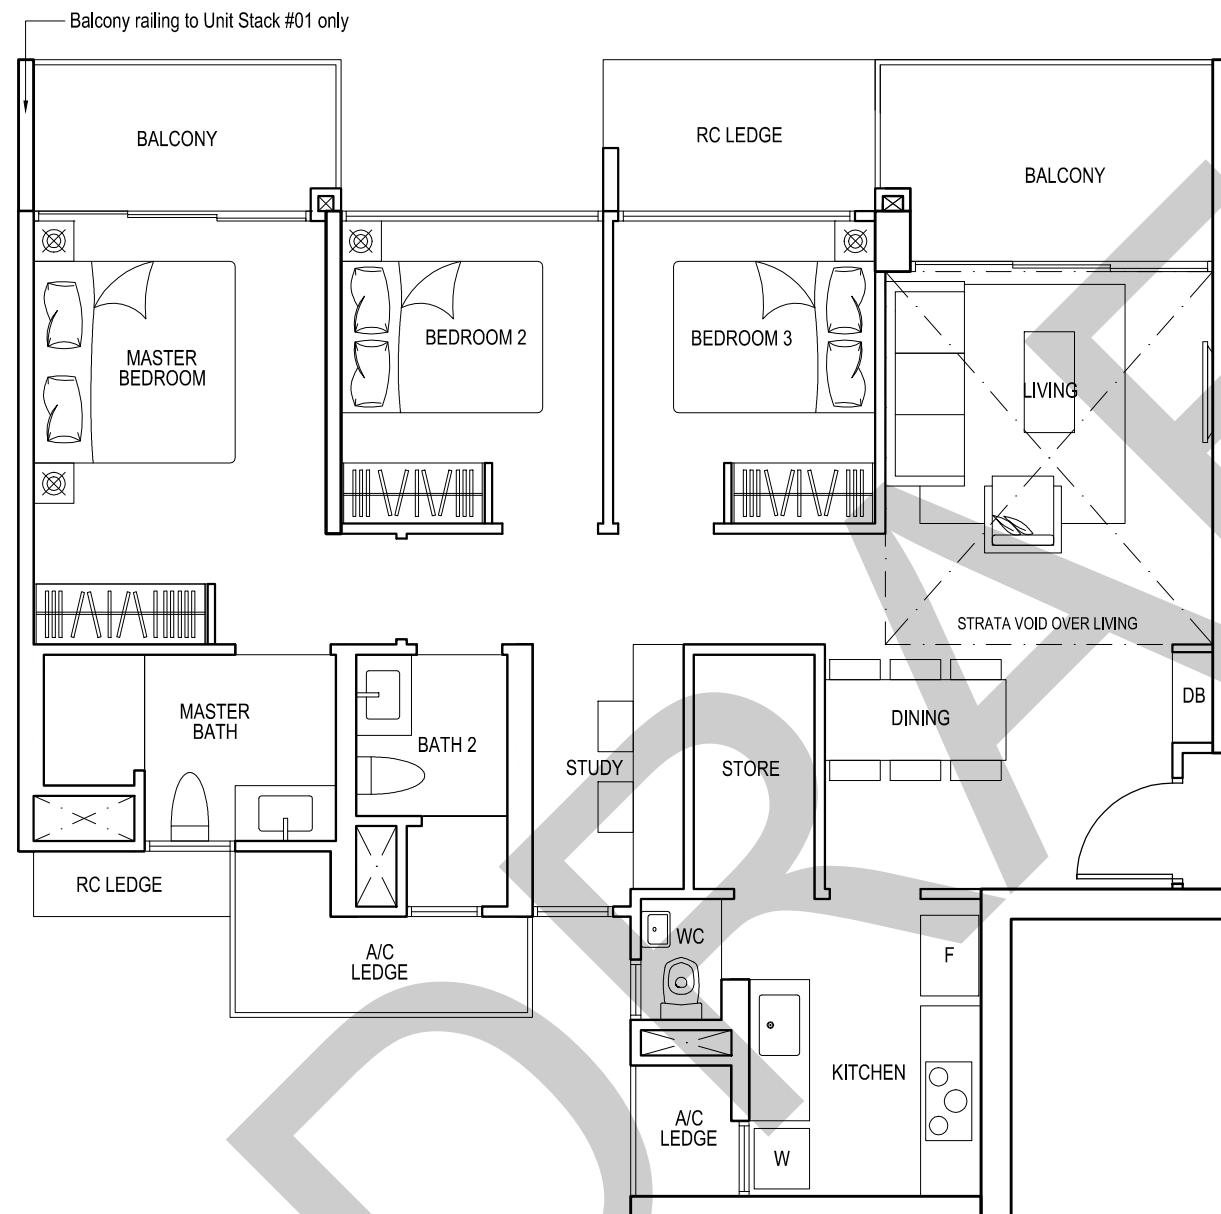 Balcony railing to Unit Stack #01 only
BALCONY
RC LEDGE
BALCONY
MASTER
BEDROOM
BEDROOM 2
BEDROOM 3
LIVING
STRATA VOID OVER LIVING
MASTER
BATH
BATH 2
STUDY
STORE
DINING
DB
RC LEDGE
A/C
LEDGE
WC
F
KITCHEN
A/C
LEDGE
W